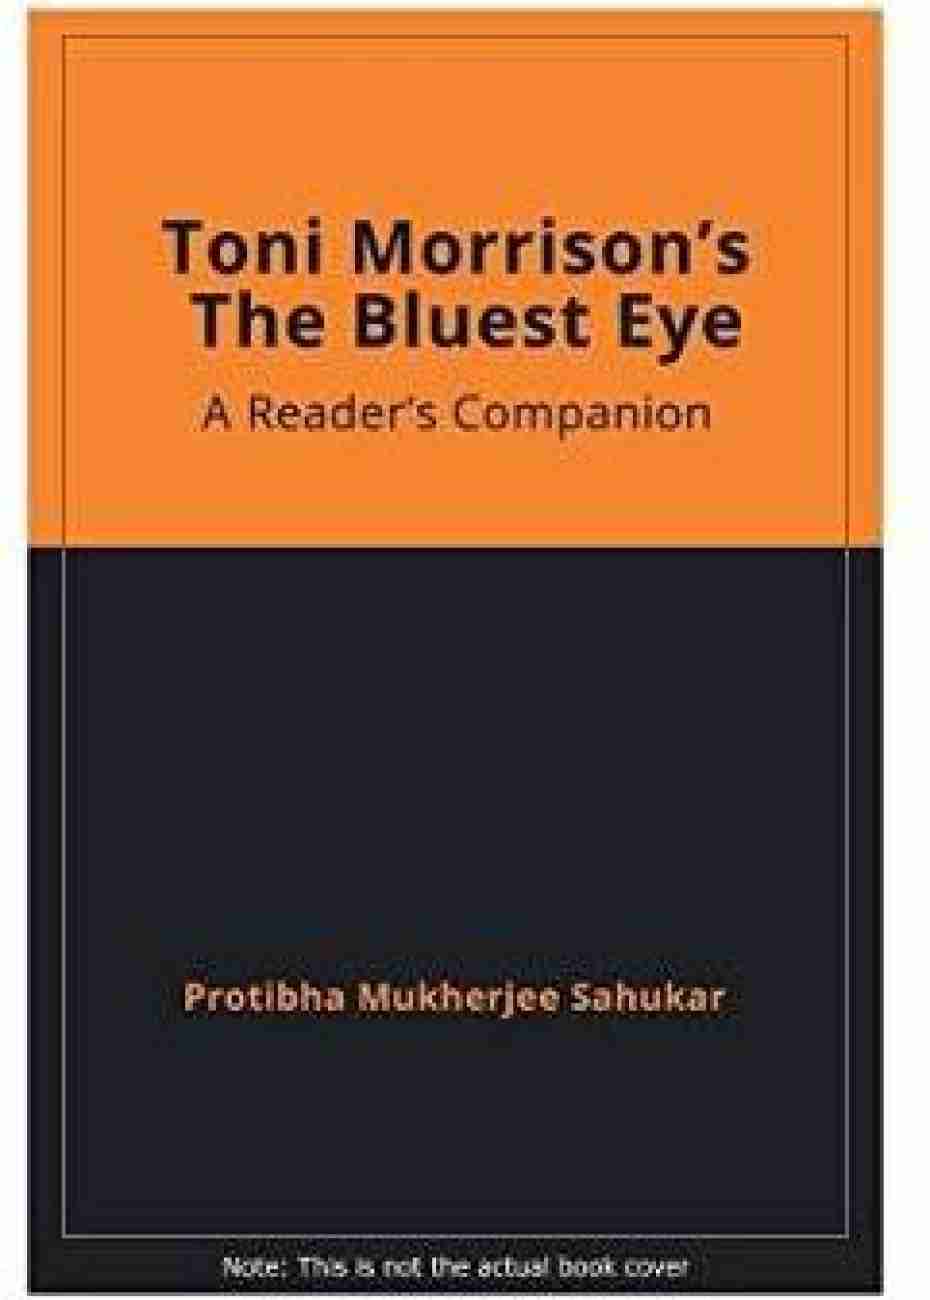 Toni Morrison's
The Bluest Eye
A Reader's Companion
Protibha Mukherjee Sahukar
Note: This is not the actual book cover